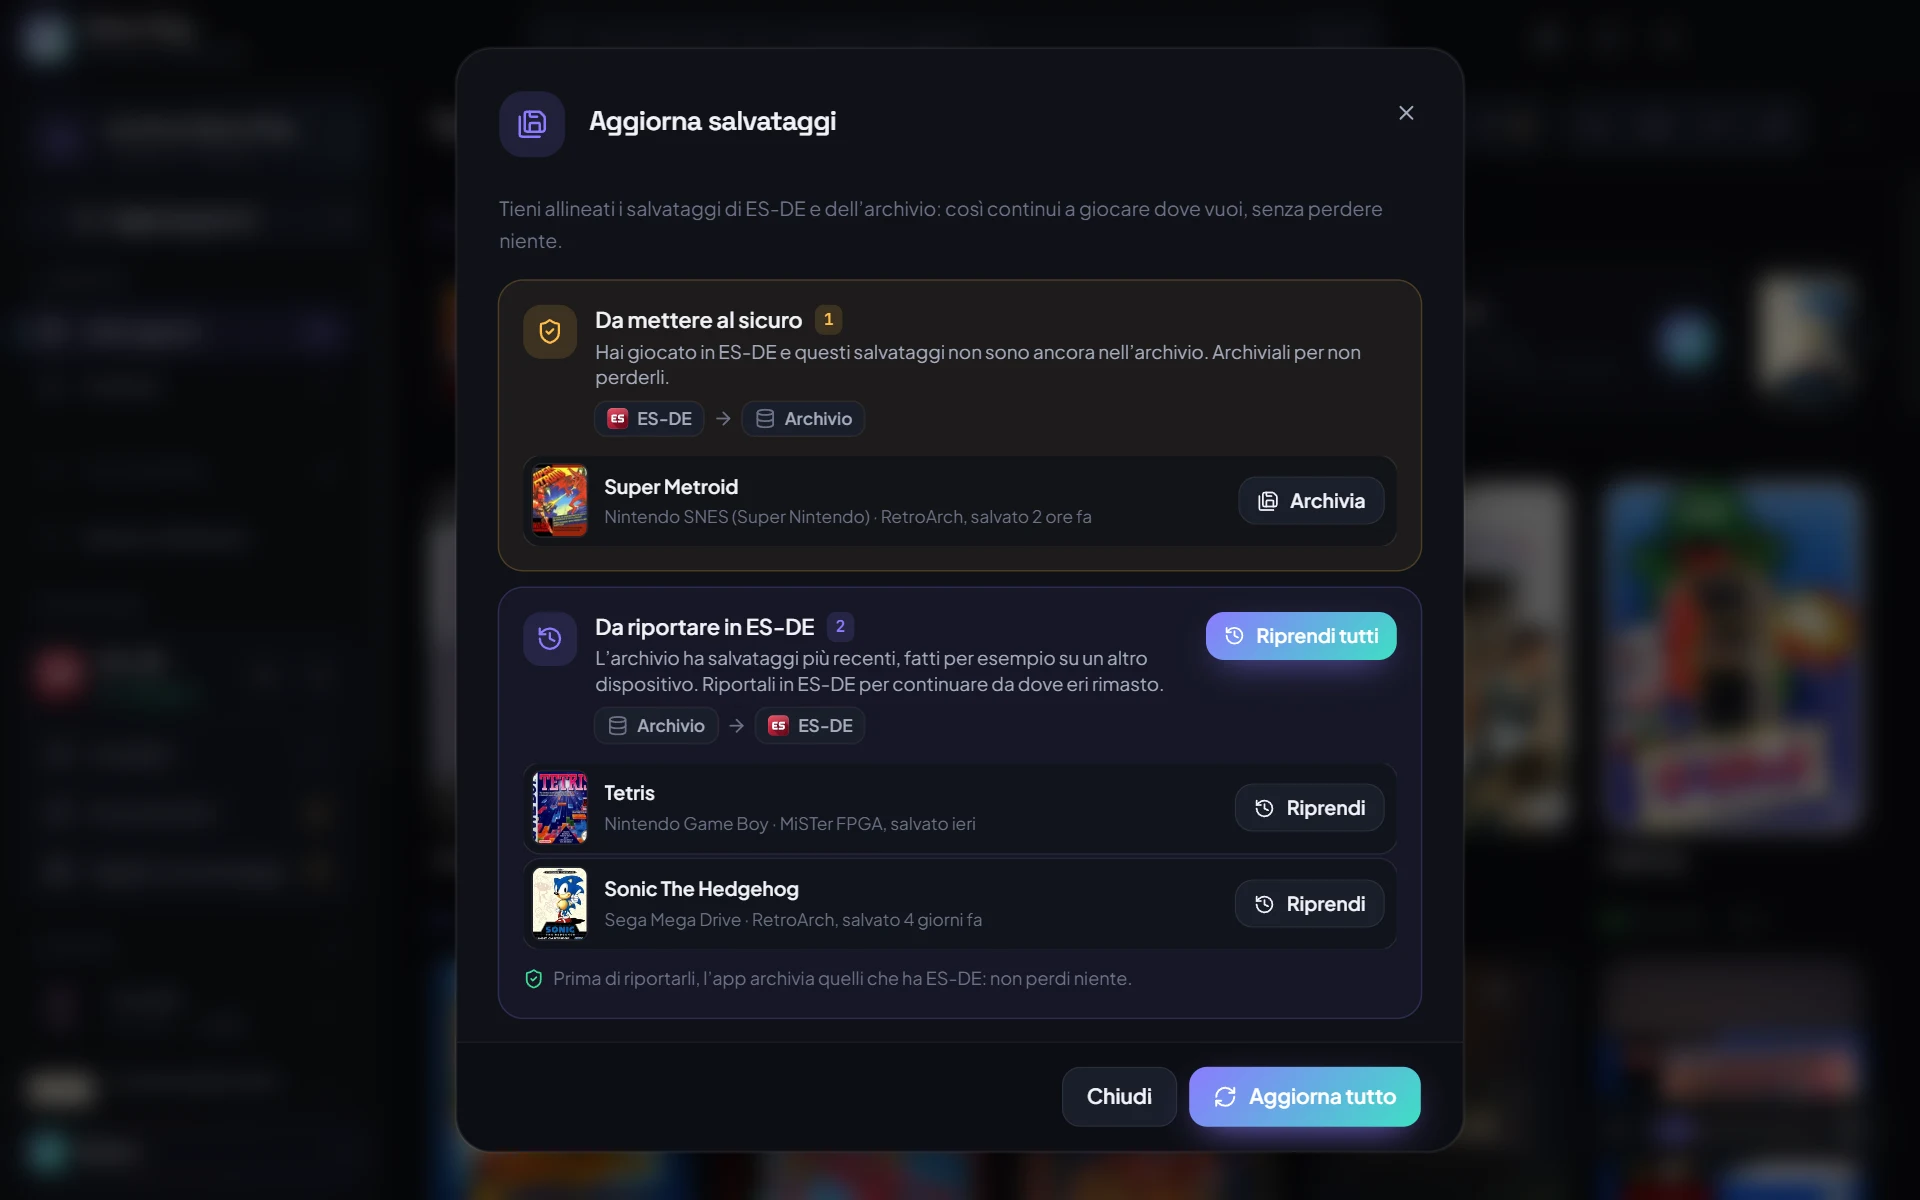 Aggiorna salvataggi
Tieni allineati i salvataggi di ES-DE e dell’archivio: così continui a giocare dove vuoi, senza perdere
niente.
Da mettere al sicuro 1
Hai giocato in ES-DE e questi salvataggi non sono ancora nell’archivio. Archiviali per non
perderli.
ES ES-DE → Archivio
Super Metroid
Nintendo SNES (Super Nintendo) · RetroArch, salvato 2 ore fa
Archivia
Da riportare in ES-DE 2
L’archivio ha salvataggi più recenti, fatti per esempio su un altro
dispositivo. Riportali in ES-DE per continuare da dove eri rimasto.
Riprendi tutti
Archivio → ES ES-DE
TETRIS
Tetris
Nintendo Game Boy · MiSTer FPGA, salvato ieri
Riprendi
SONIC
Sonic The Hedgehog
Sega Mega Drive · RetroArch, salvato 4 giorni fa
Riprendi
Prima di riportarli, l’app archivia quelli che ha ES-DE: non perdi niente.
Chiudi
Aggiorna tutto